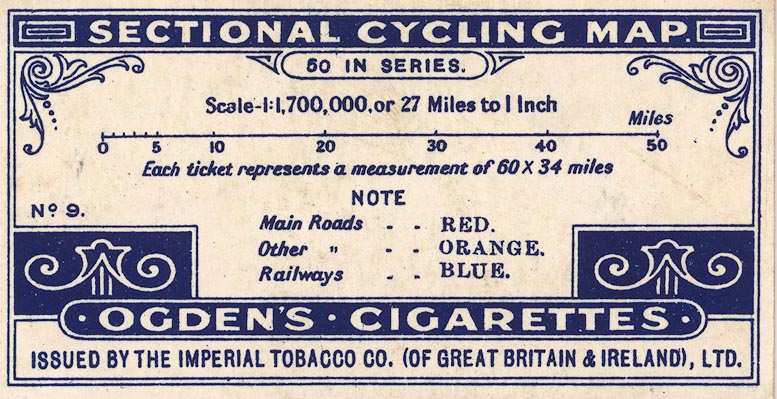 SECTIONAL CYCLING MAP.
50 IN SERIES.
Scale-1:1,700,000, or 27 Miles to 1 Inch
Miles
0 5 10 20 30 40 50
Each ticket represents a measurement of 60 X 34 miles
NOTE
Nº 9.
Main Roads - - RED.
Other " - - ORANGE.
Railways - - BLUE.
· OGDEN'S · CIGARETTES ·
ISSUED BY THE IMPERIAL TOBACCO CO. (OF GREAT BRITAIN & IRELAND), LTD.